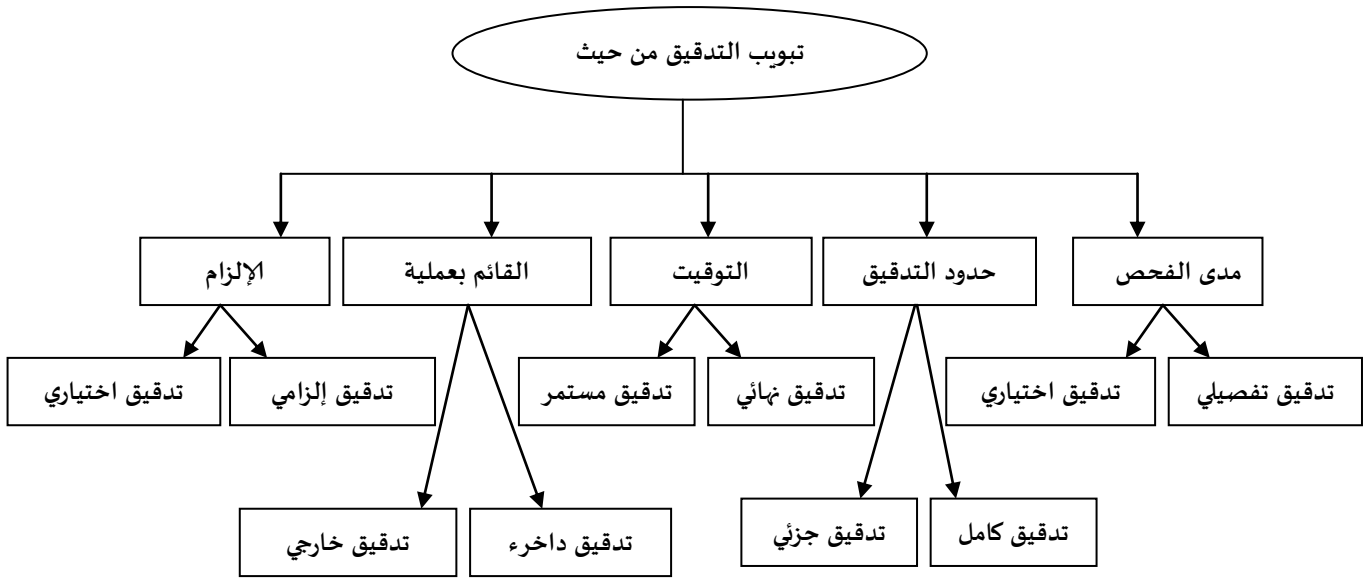 تبويب التدقيق من حيث
مدى الفحص
حدود التدقيق
التوقيت
القائم بعملية
الإلزام
تدقيق تفصيلي
تدقيق اختياري
تدقيق نهائي
تدقيق مستمر
تدقيق إلزامي
تدقيق اختياري
تدقيق كامل
تدقيق جزئي
تدقيق داخرء
تدقيق خارجي